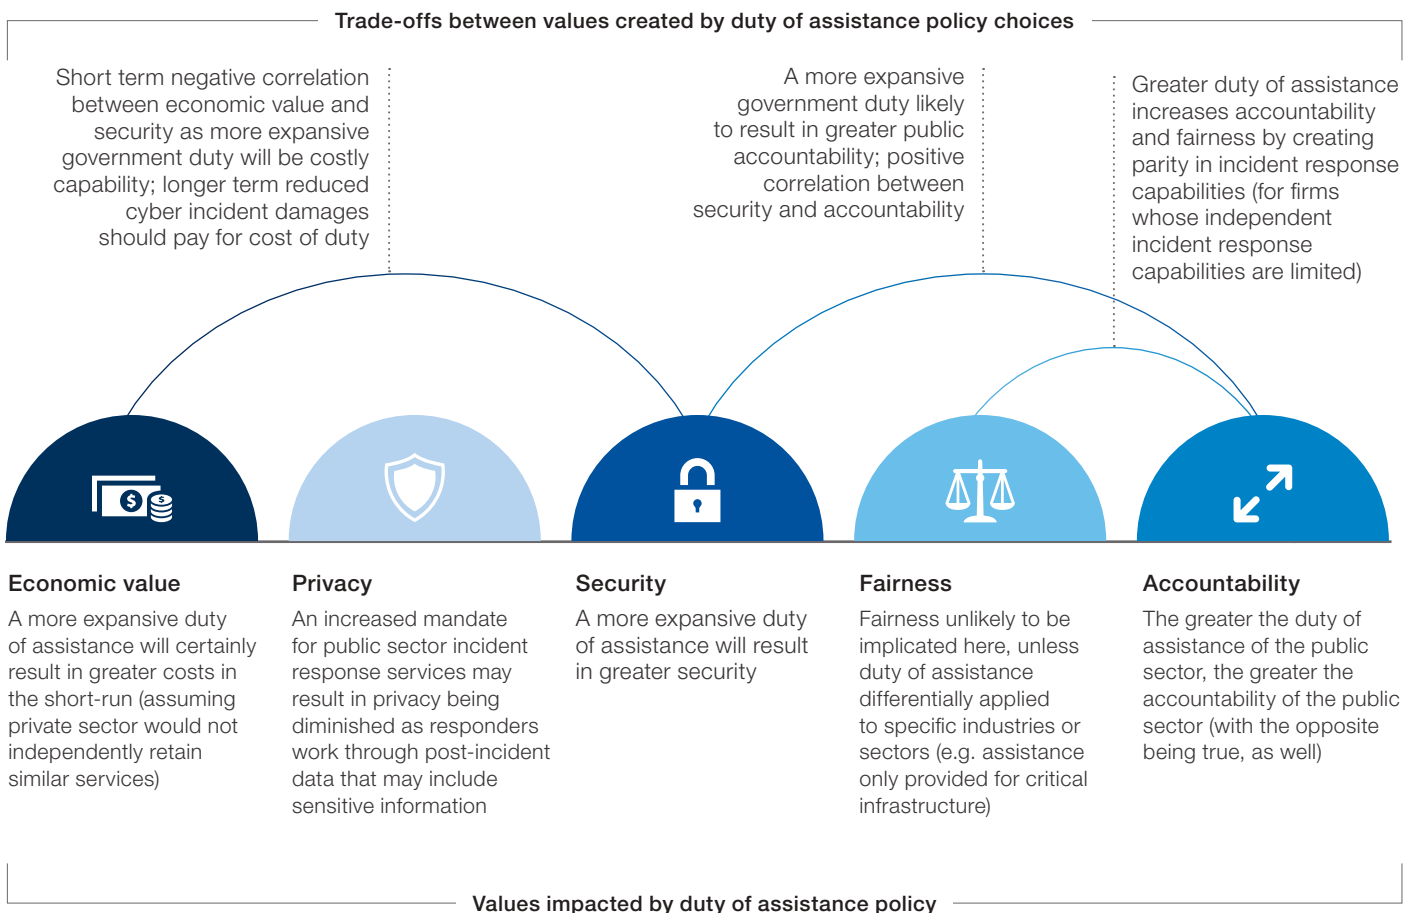 Trade-offs between values created by duty of assistance policy choices
Short term negative correlation
between economic value and
security as more expansive
government duty will be costly
capability; longer term reduced
cyber incident damages
should pay for cost of duty
A more expansive
government duty likely
to result in greater public
accountability; positive
correlation between
security and accountability
Greater duty of assistance
increases accountability
and fairness by creating
parity in incident response
capabilities (for firms
whose independent
incident response
capabilities are limited)
$
$
Economic value
A more expansive duty
of assistance will certainly
result in greater costs in
the short-run (assuming
private sector would not
independently retain
similar services)
Privacy
An increased mandate
for public sector incident
response services may
result in privacy being
diminished as responders
work through post-incident
data that may include
sensitive information
Security
A more expansive duty
of assistance will result
in greater security
Fairness
Fairness unlikely to be
implicated here, unless
duty of assistance
differentially applied
to specific industries or
sectors (e.g. assistance
only provided for critical
infrastructure)
Accountability
The greater the duty of
assistance of the public
sector, the greater the
accountability of the public
sector (with the opposite
being true, as well)
Values impacted by duty of assistance policy